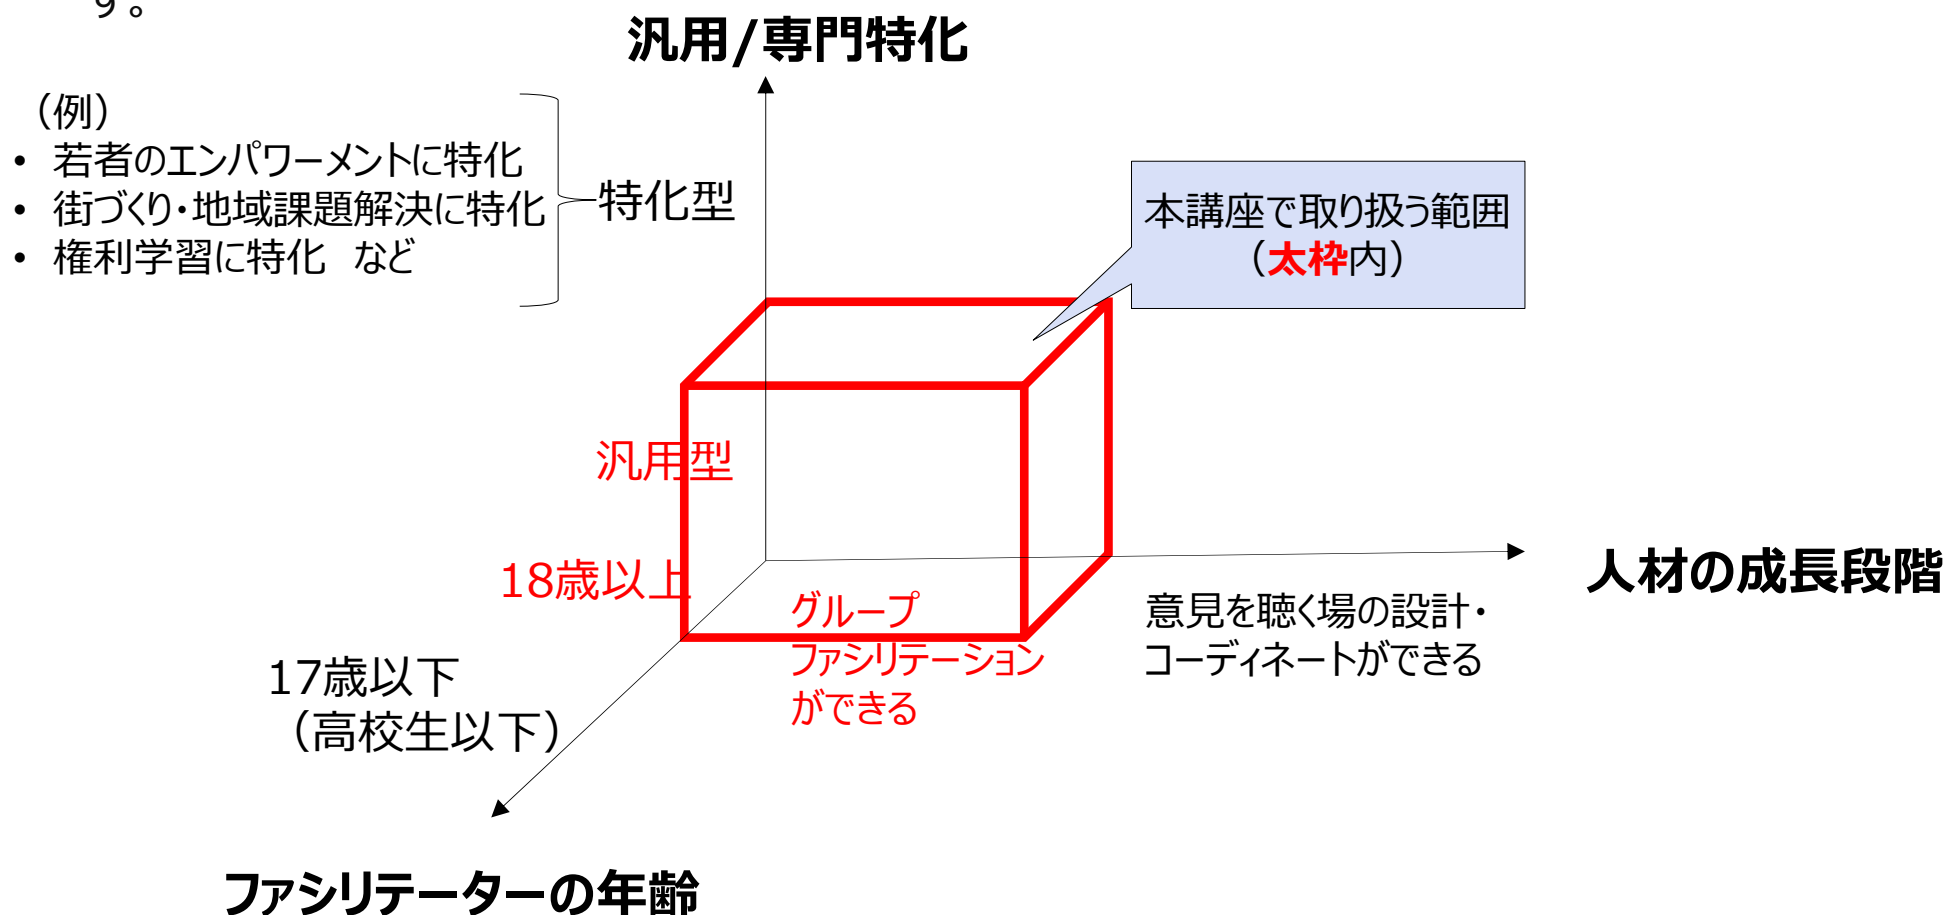 す。
汎用/専門特化
（例）
• 若者のエンパワーメントに特化
• 街づくり・地域課題解決に特化
• 権利学習に特化　など
特化型
本講座で取り扱う範囲
（太枠内）
汎用型
18歳以上
グループ
ファシリテーション
ができる
意見を聴く場の設計・
コーディネートができる
人材の成長段階
17歳以下
（高校生以下）
ファシリテーターの年齢